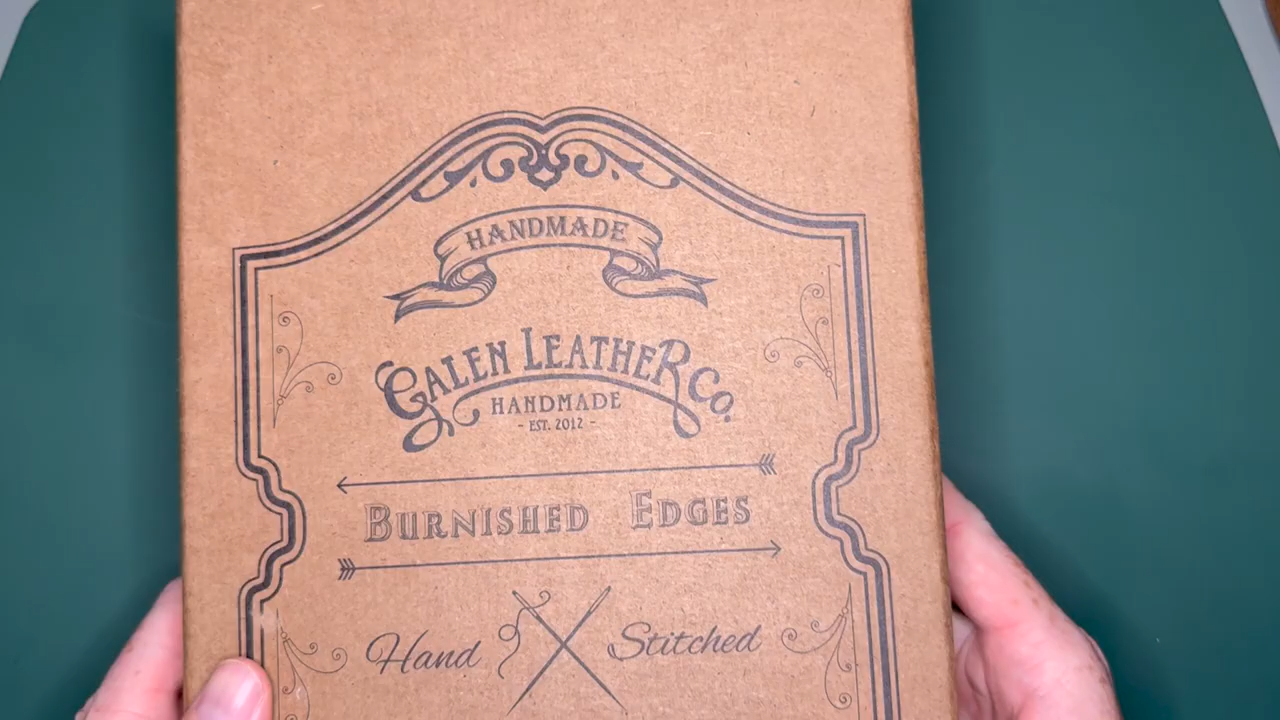 HANDMADE
GALEN LEATHER CO.
HANDMADE
- EST. 2012 -
BURNISHED EDGES
Hand Stitched